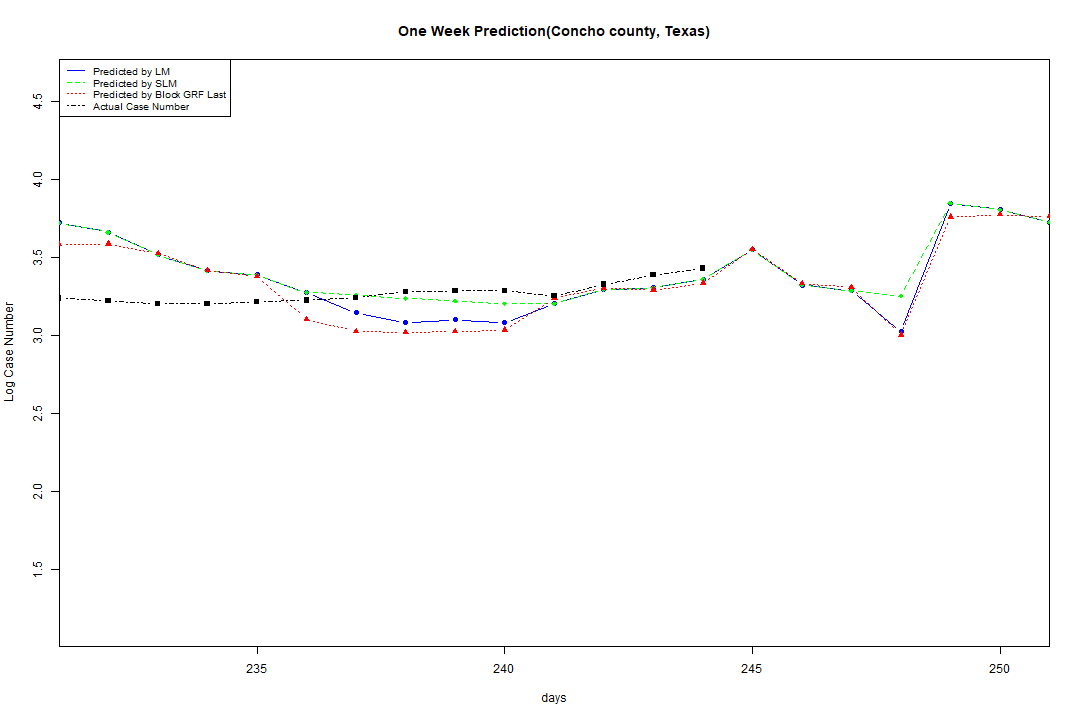 One Week Prediction(Concho county, Texas)
Predicted by LM
Predicted by SLM
Predicted by Block GRF Last
Actual Case Number
Log Case Number
4.5
4.0
3.5
3.0
2.5
2.0
1.5
235 240 245 250
days